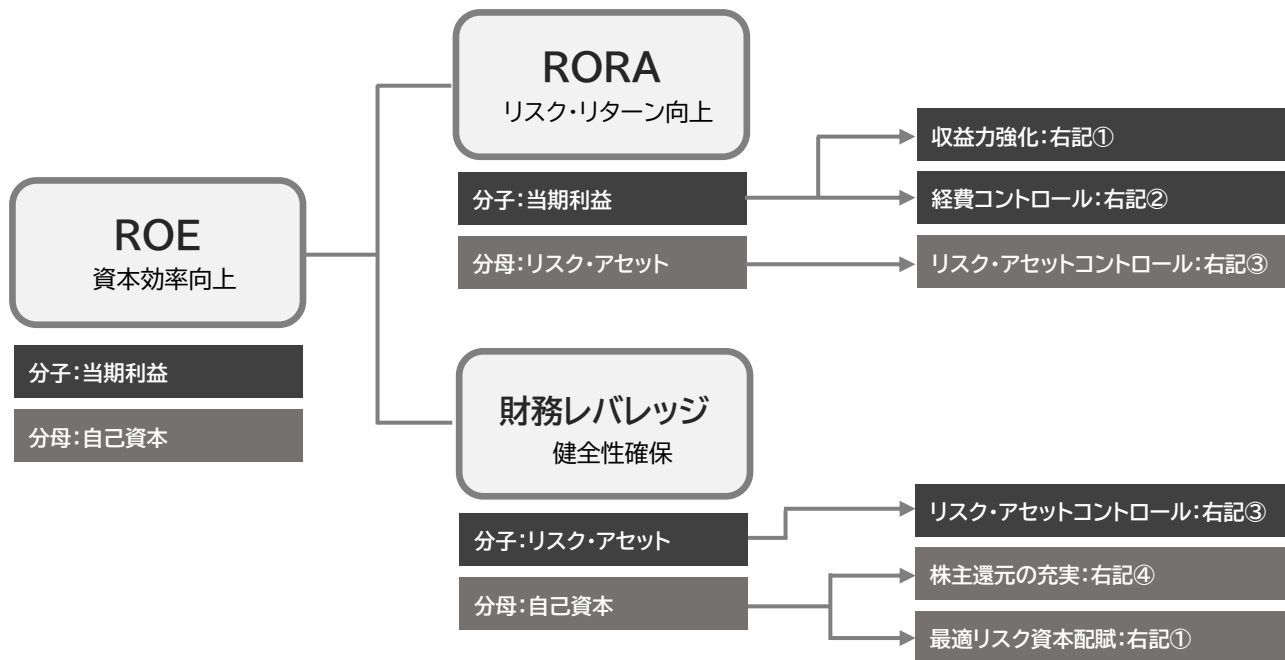 ROE
資本効率向上
分子：当期利益
分母：自己資本
RORA
リスク・リターン向上
分子：当期利益
分母：リスク・アセット
収益力強化：右記①
経費コントロール：右記②
リスク・アセットコントロール：右記③
財務レバレッジ
健全性確保
分子：リスク・アセット
分母：自己資本
リスク・アセットコントロール：右記③
株主還元の充実：右記④
最適リスク資本配賦：右記①